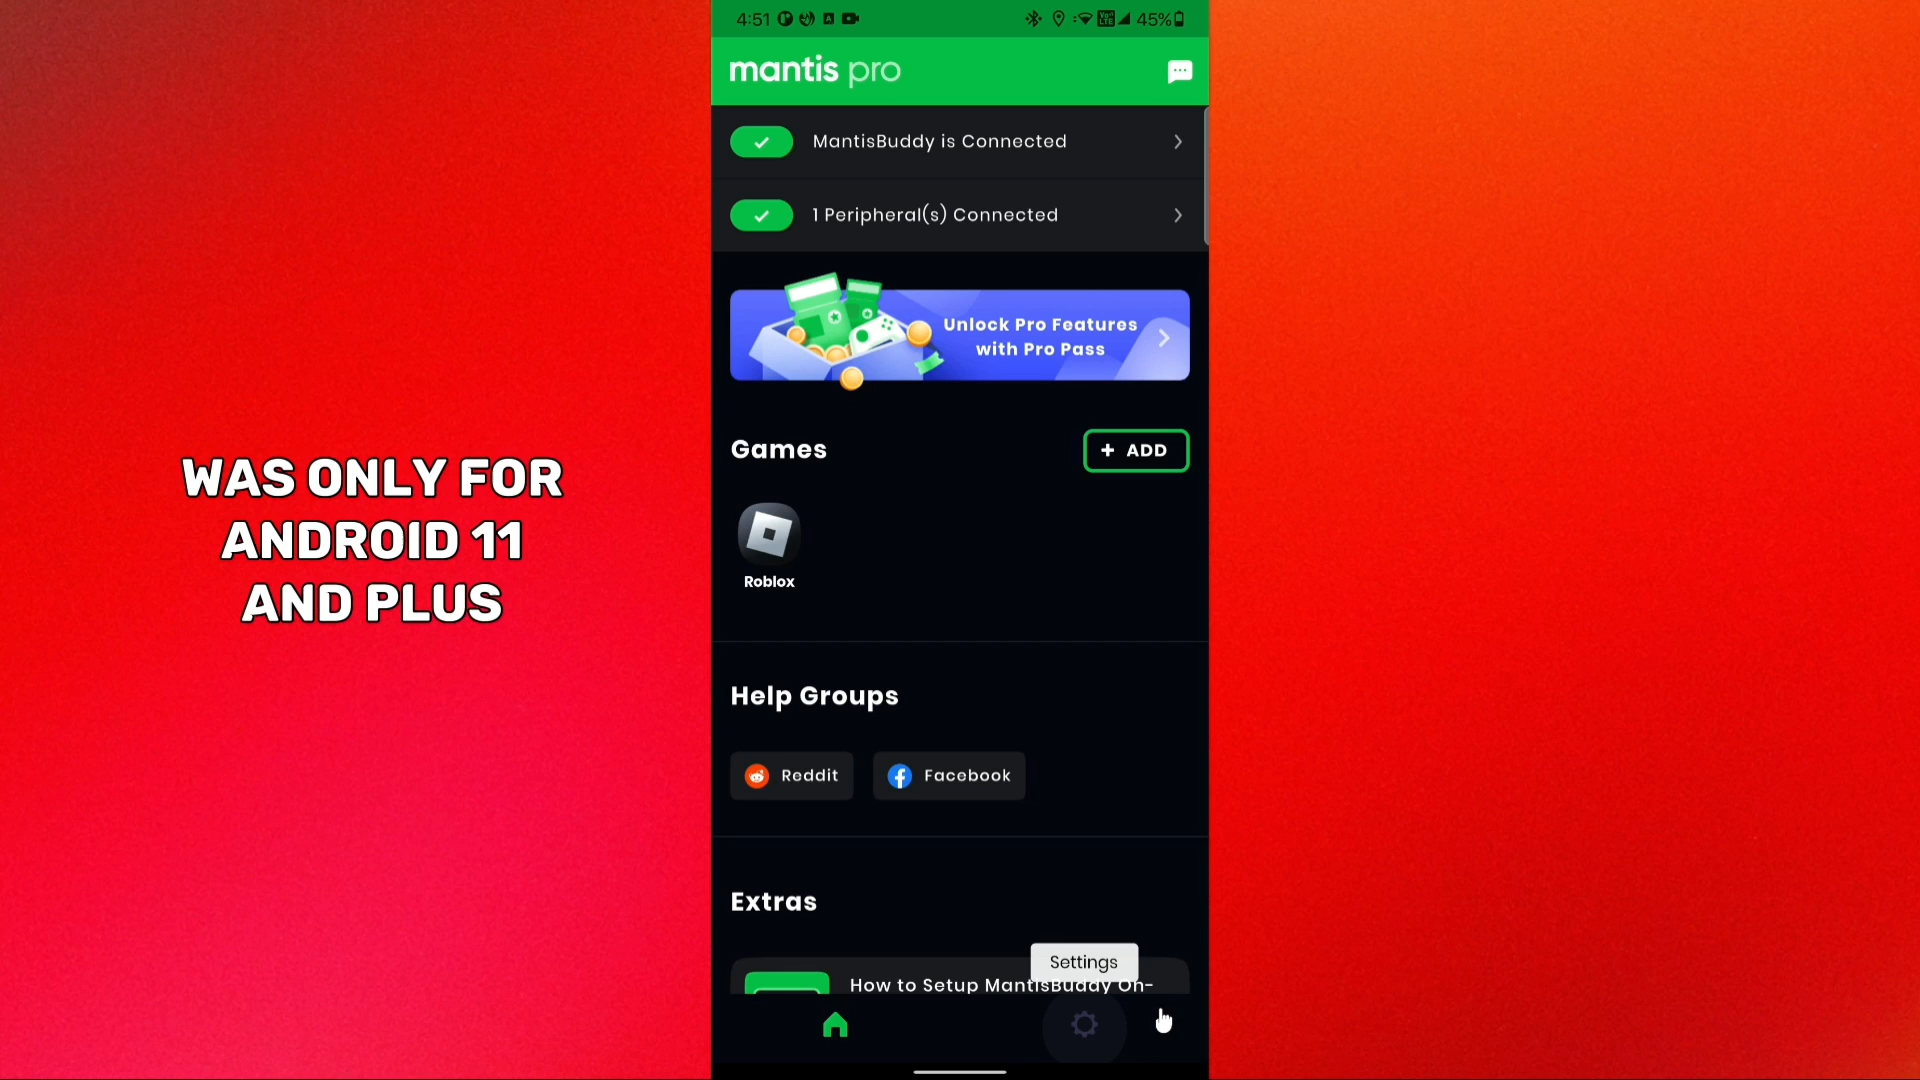 4:51
45%
mantis pro
MantisBuddy is Connected
1 Peripheral(s) Connected
Unlock Pro Features
with Pro Pass
Games
+ ADD
Roblox
WAS ONLY FOR
ANDROID 11
AND PLUS
Help Groups
Reddit
Facebook
Extras
Settings
How to Setup MantisBuddy On-